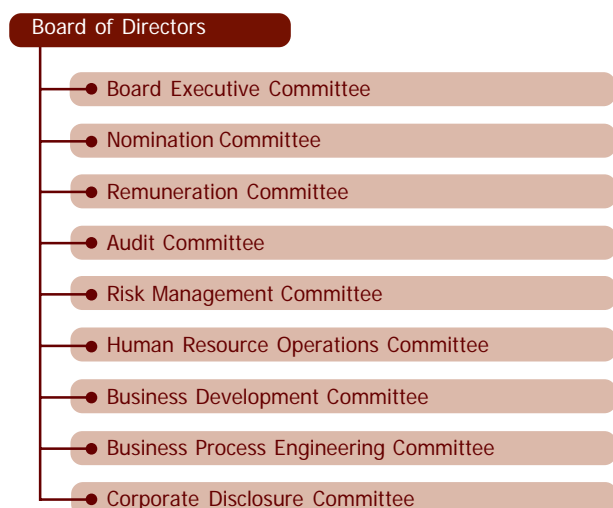 Board of Directors
Board Executive Committee
Nomination Committee
Remuneration Committee
Audit Committee
Risk Management Committee
Human Resource Operations Committee
Business Development Committee
Business Process Engineering Committee
Corporate Disclosure Committee